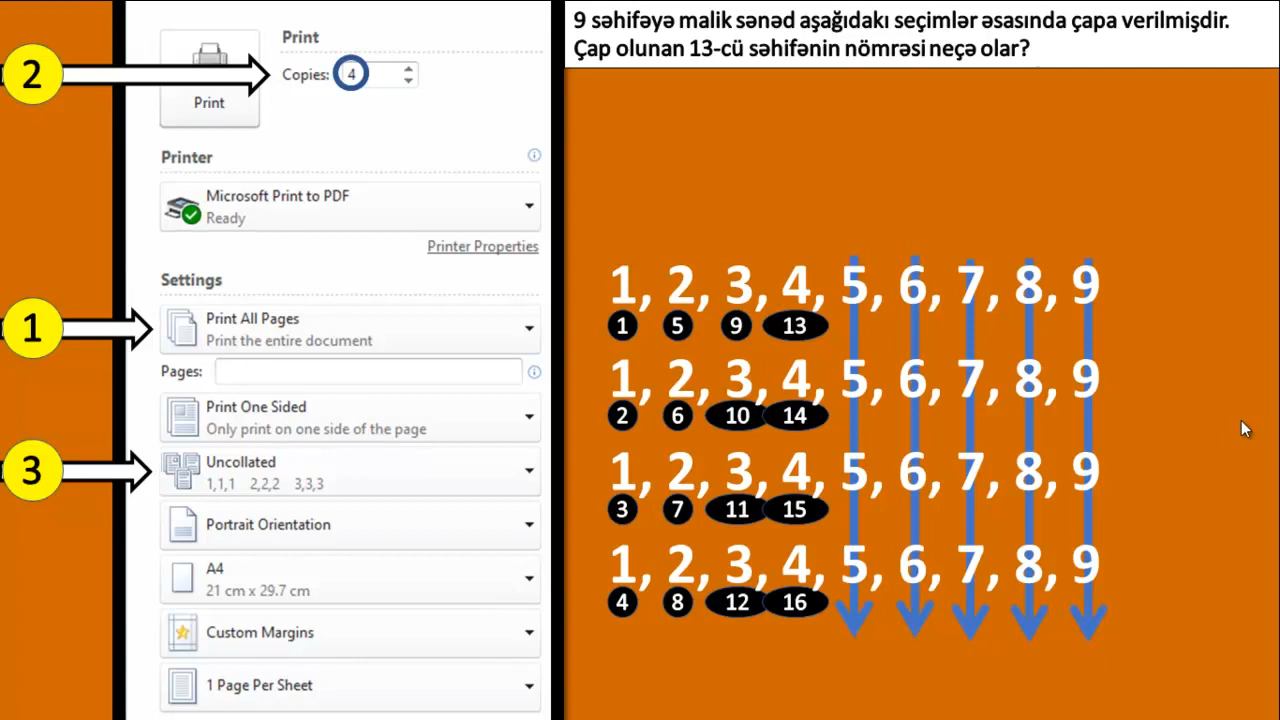 9 səhifəyə malik sənəd aşağıdakı seçimlər əsasında çapa verilmişdir.
Çap olunan 13-cü səhifənin nömrəsi neçə olar?
2
Print
Print
Copies: 4
Printer
Microsoft Print to PDF
Ready
Printer Properties
Settings
1
Print All Pages
Print the entire document
Pages:
Print One Sided
Only print on one side of the page
3
Uncollated
1,1,1 2,2,2 3,3,3
Portrait Orientation
A4
21 cm x 29.7 cm
Custom Margins
1 Page Per Sheet
1, 2, 3, 4, 5, 6, 7, 8, 9
1 5 9 13
1, 2, 3, 4, 5, 6, 7, 8, 9
2 6 10 14
1, 2, 3, 4, 5, 6, 7, 8, 9
3 7 11 15
1, 2, 3, 4, 5, 6, 7, 8, 9
4 8 12 16